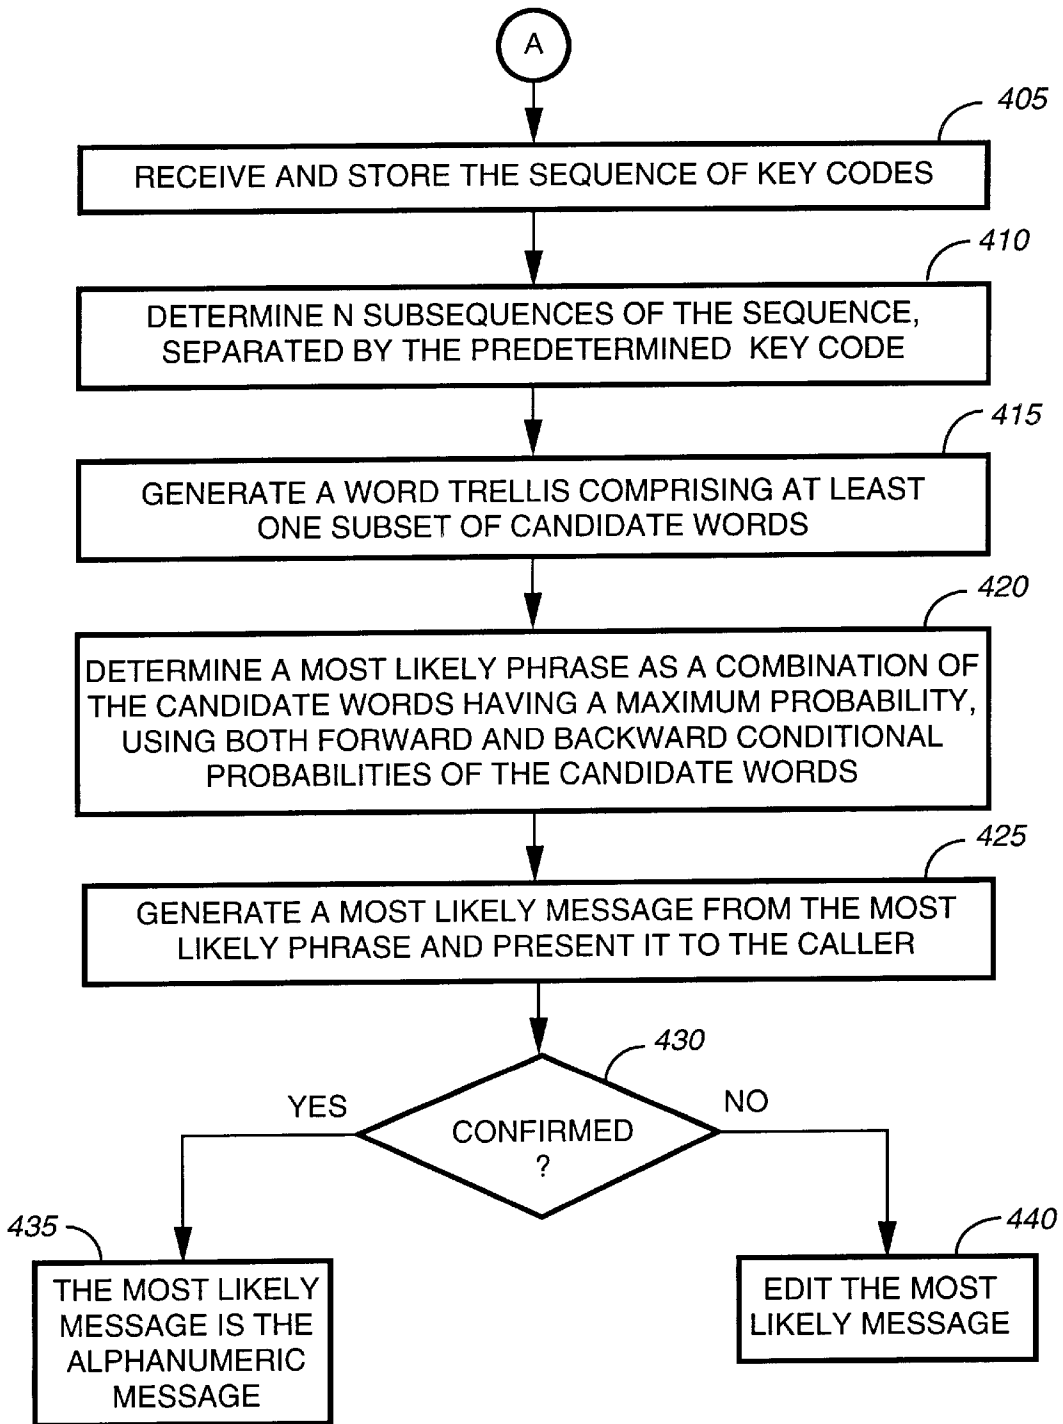 A
405
RECEIVE AND STORE THE SEQUENCE OF KEY CODES
410
DETERMINE N SUBSEQUENCES OF THE SEQUENCE,
SEPARATED BY THE PREDETERMINED KEY CODE
415
GENERATE A WORD TRELLIS COMPRISING AT LEAST
ONE SUBSET OF CANDIDATE WORDS
420
DETERMINE A MOST LIKELY PHRASE AS A COMBINATION OF
THE CANDIDATE WORDS HAVING A MAXIMUM PROBABILITY,
USING BOTH FORWARD AND BACKWARD CONDITIONAL
PROBABILITIES OF THE CANDIDATE WORDS
425
GENERATE A MOST LIKELY MESSAGE FROM THE MOST
LIKELY PHRASE AND PRESENT IT TO THE CALLER
430
YES
NO
CONFIRMED
?
435
THE MOST LIKELY
MESSAGE IS THE
ALPHANUMERIC
MESSAGE
440
EDIT THE MOST
LIKELY MESSAGE